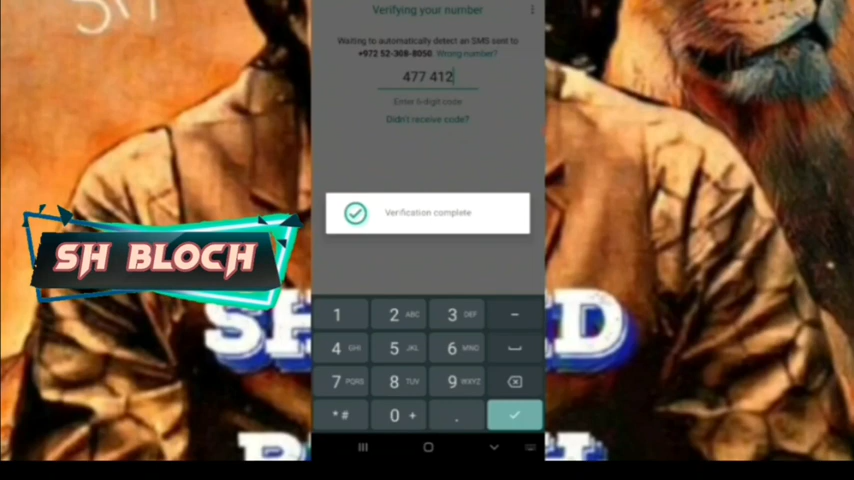 Verifying your number
Waiting to automatically detect an SMS sent to
+972 52-308-8050. Wrong number?
477 412
Enter 6-digit code
Didn't receive code?
Verification complete
SH BLOCH
1
2 ABC
3 DEF
-
4 GHI
5 JKL
6 MNO
7 PQRS
8 TUV
9 WXYZ
* #
0 +
.